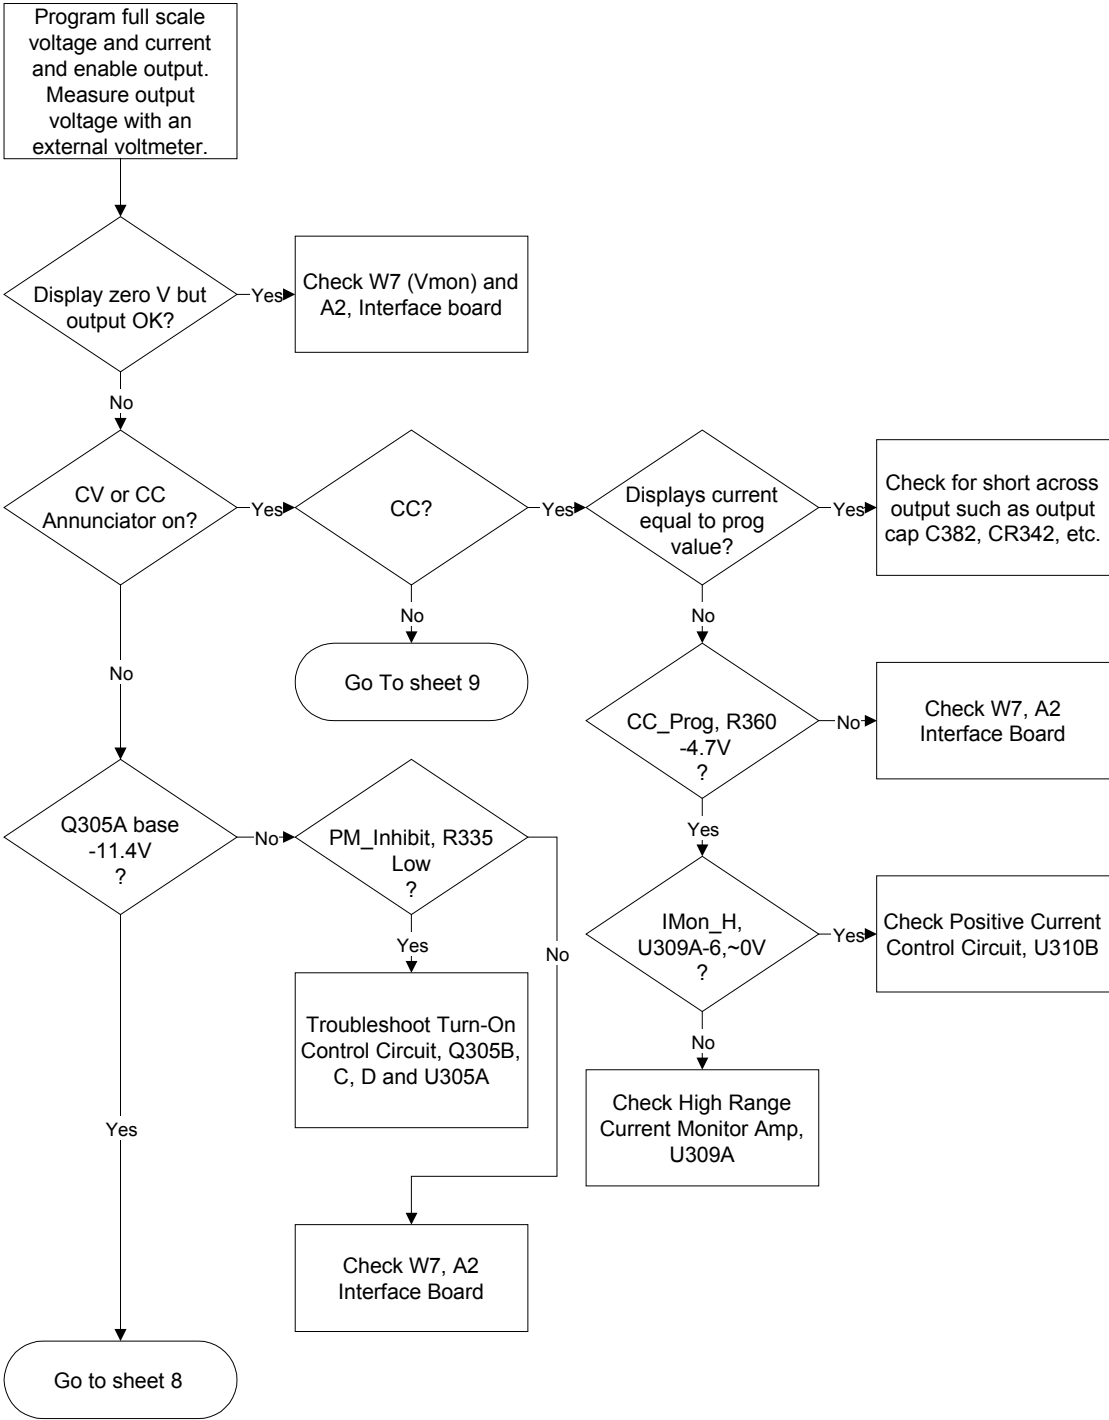 Program full scale
voltage and current
and enable output.
Measure output
voltage with an
external voltmeter.
Display zero V but
output OK?
Yes
Check W7 (Vmon) and
A2, Interface board
No
CV or CC
Annunciator on?
Yes
CC?
Yes
Displays current
equal to prog
value?
Yes
Check for short across
output such as output
cap C382, CR342, etc.
No
No
No
Go To sheet 9
CC_Prog, R360
-4.7V
?
No
Check W7, A2
Interface Board
Yes
Q305A base
-11.4V
?
No
PM_Inhibit, R335
Low
?
Yes
No
IMon_H,
U309A-6,~0V
?
Yes
Check Positive Current
Control Circuit, U310B
No
Troubleshoot Turn-On
Control Circuit, Q305B,
C, D and U305A
Check High Range
Current Monitor Amp,
U309A
Yes
Check W7, A2
Interface Board
Go to sheet 8